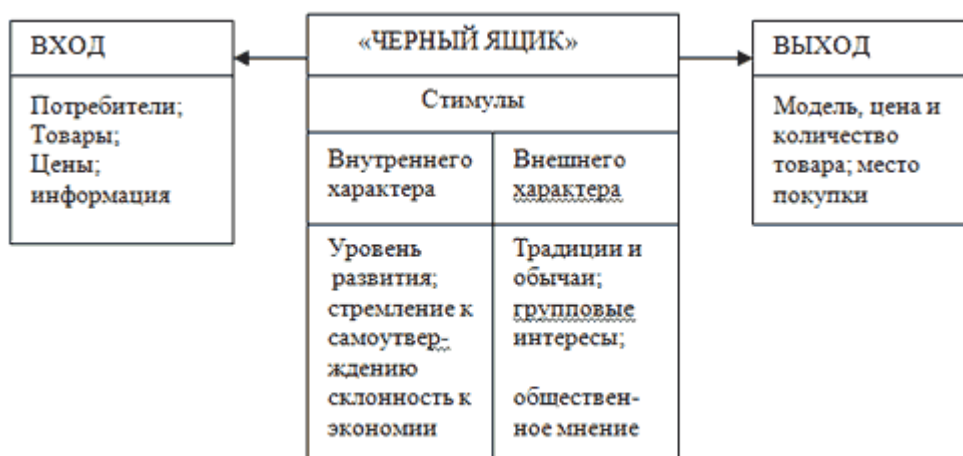 ВХОД
Потребители;
Товары;
Цены;
информация
«ЧЕРНЫЙ ЯЩИК»
Стимулы
Внутреннего
характера
Внешнего
характера
Уровень
развития;
стремление к
самоутвер-
ждению
склонность к
экономии
Традиции и
обычаи;
групповые
интересы;
обществен-
ное мнение
ВЫХОД
Модель, цена и
количество
товара; место
покупки